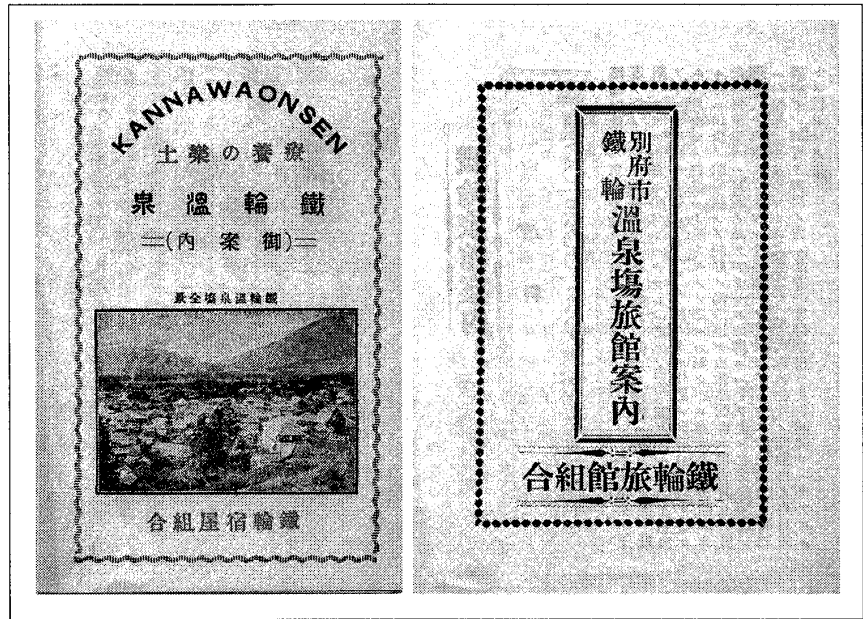 KANNAWAONSEN
療養の樂土
鐵輪溫泉
(御案內)
鐵輪溫泉塲全景
鐵輪宿屋組合
別府市
鐵輪
溫泉塲旅館案內
鐵輪旅館組合